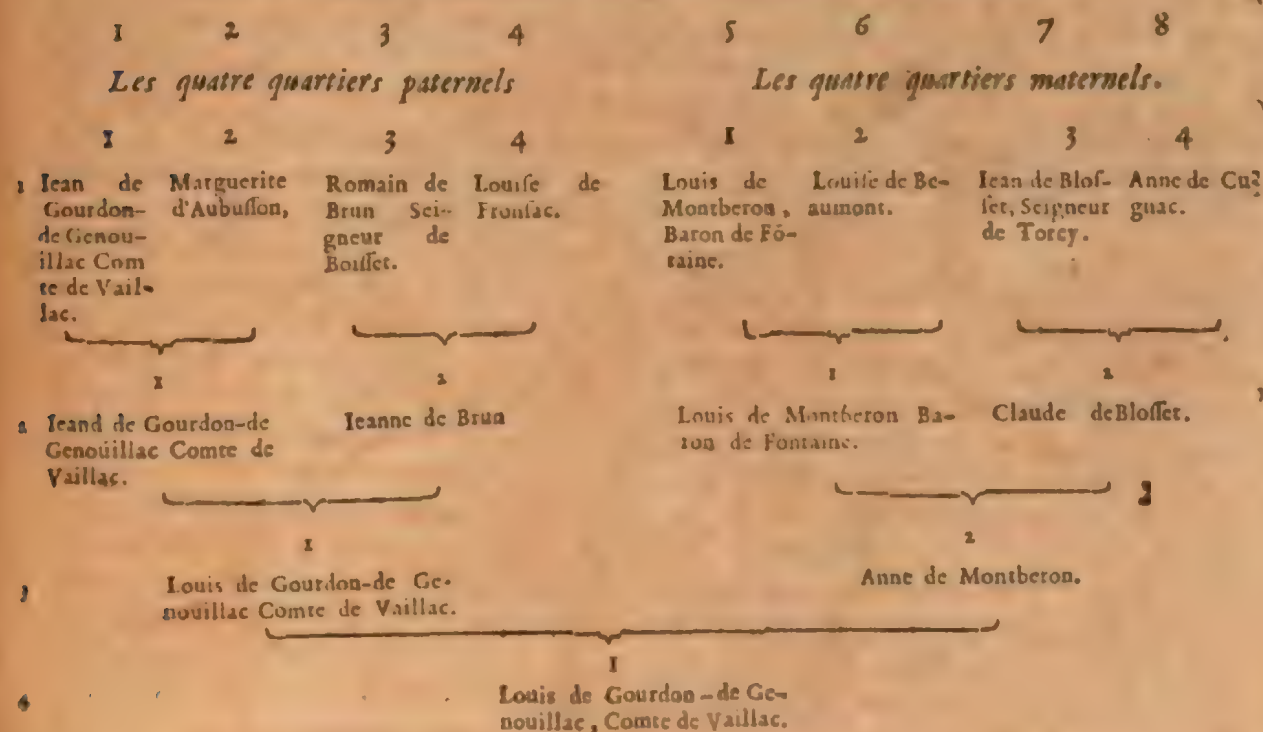 1 2 3 4 5 6 7 8
Les quatre quartiers paternels
Les quatre quartiers maternels.
1 2 3 4 1 2 3 4
1 Iean de
Gourdon-
de Genou-
illac Com
te de Vail-
lac.
Marguerite
d'Aubusson,
Romain de
Brun Sei-
gneur de
Boisset.
Louise de
Fronsac.
Louis de
Montberon,
Baron de Fô-
taine.
Louise de Be-
aumont.
Iean de Blos-
set, Seigneur
de Torcy.
Anne de Cu-
gnac.
1 2 1 2
2 Ieand de Gourdon-de
Genoüillac Comte de
Vaillac.
Ieanne de Brun
Louis de Montberon Ba-
ron de Fontaine.
Claude deBlosset.
1 2
3 Louis de Gourdon-de Ge-
nouillac Comte de Vaillac.
Anne de Montberon.
1
4 Louis de Gourdon-de Ge-
nouillac, Comte de Vaillac.